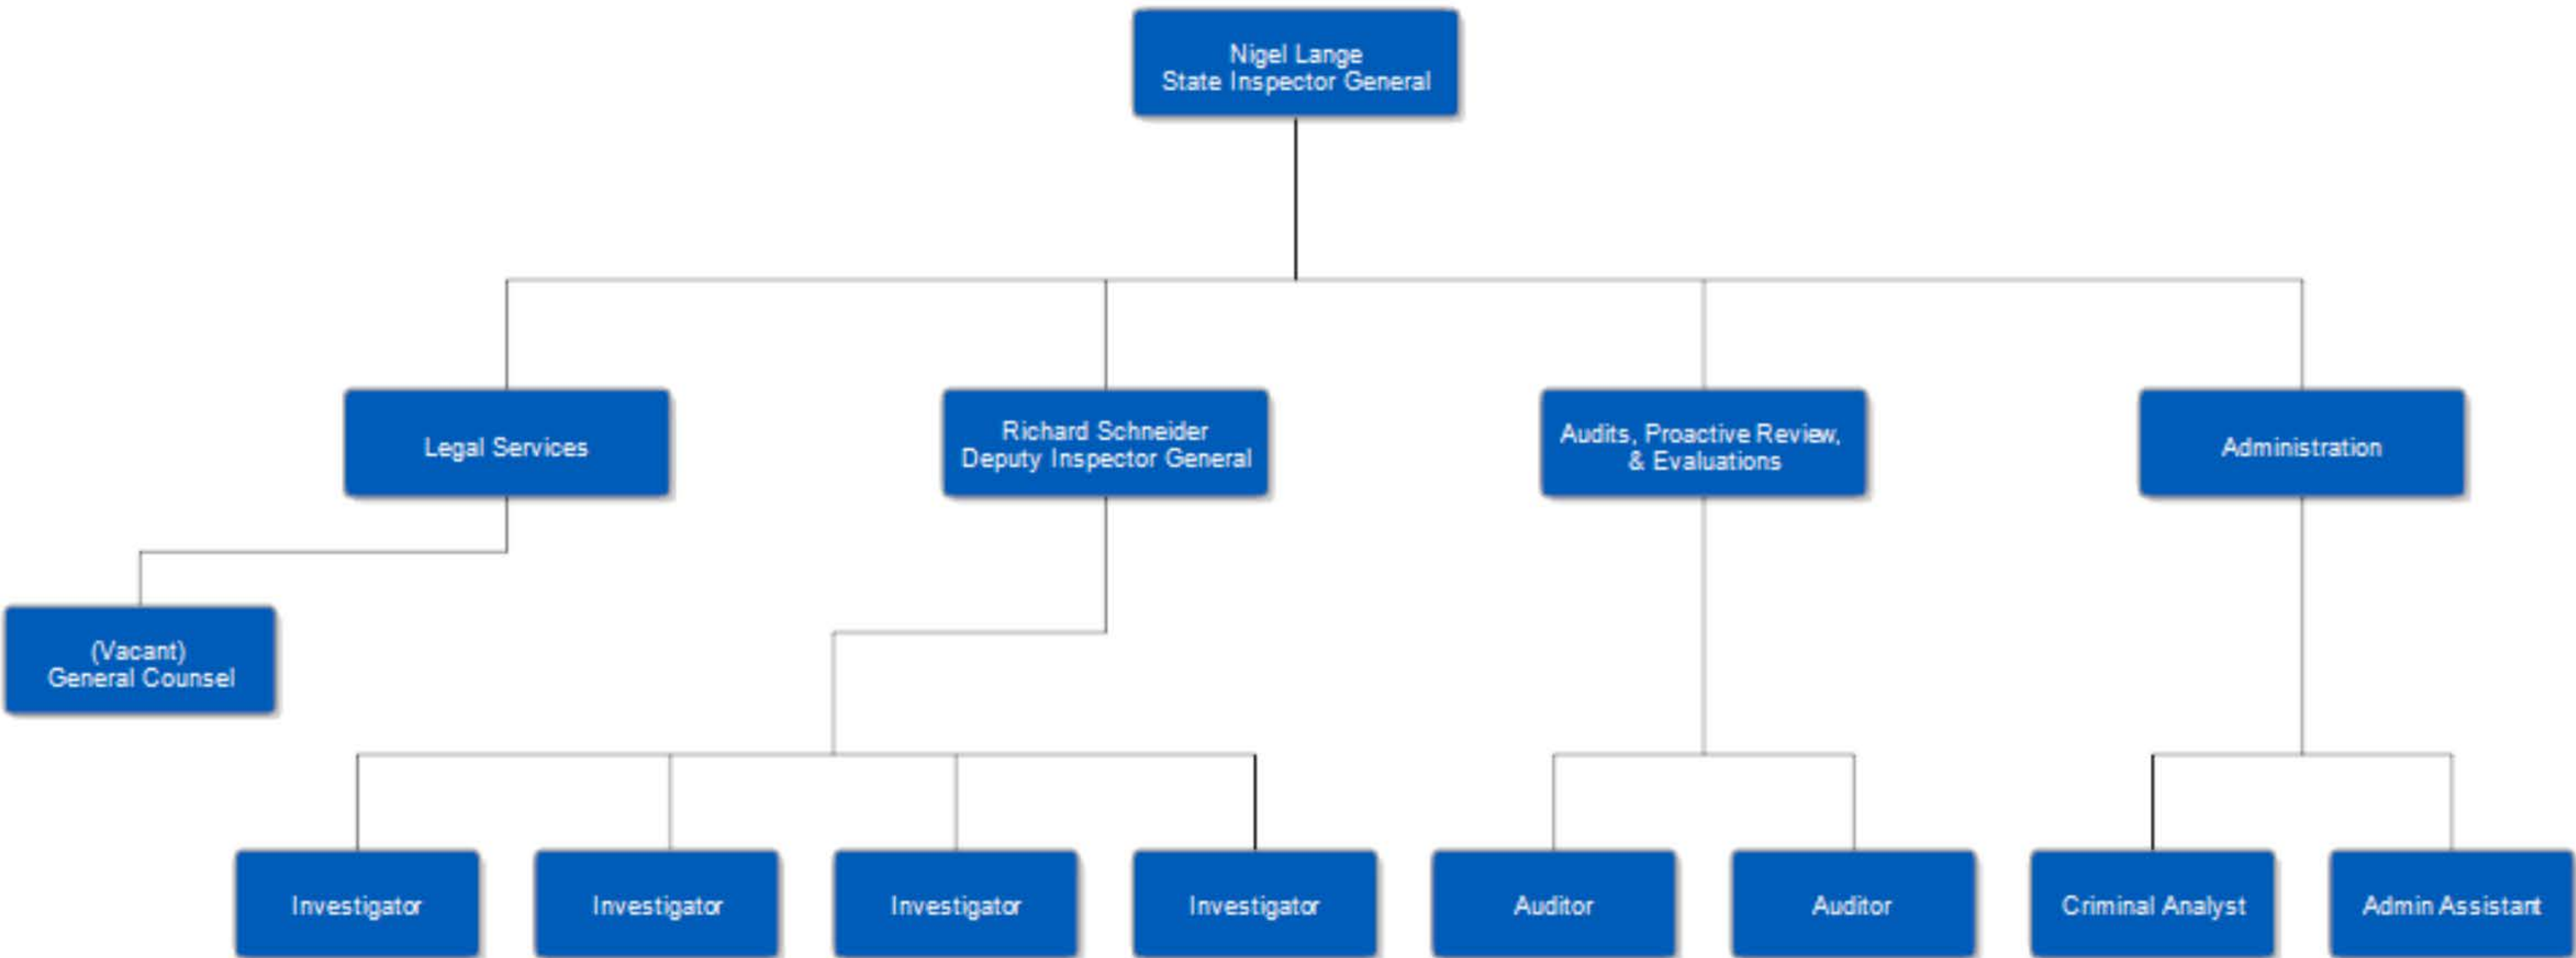 Nigel Lange
State Inspector General
Legal Services
Richard Schneider
Deputy Inspector General
Audits, Proactive Review,
& Evaluations
Administration
(Vacant)
General Counsel
Investigator
Investigator
Investigator
Investigator
Auditor
Auditor
Criminal Analyst
Admin Assistant